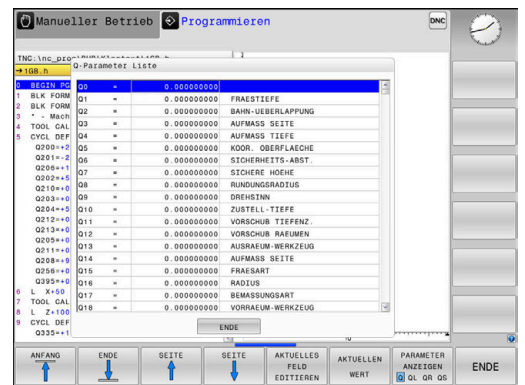 Manueller Betrieb
Programmieren
DNC
TNC:\nc_pro
→1GB.h
Q-Parameter Liste
0 BEGIN PG
1 BLK FORM
2 BLK FORM
3 * - Mach
4 TOOL CAL
5 CYCL DEF
Q200=+2
Q201=-2
Q206=+1
Q202=+5
Q210=+0
Q203=+0
Q204=+5
Q212=+0
Q213=+0
Q205=+0
Q211=+0
Q208=+9
Q256=+0
Q395=+0
6 L X+50
7 TOOL CAL
8 L Z+100
9 CYCL DEF
Q335=+1
Q0 = 0.000000000
Q1 = 0.000000000 FRAESTIEFE
Q2 = 0.000000000 BAHN-UEBERLAPPUNG
Q3 = 0.000000000 AUFMASS SEITE
Q4 = 0.000000000 AUFMASS TIEFE
Q5 = 0.000000000 KOOR. OBERFLAECHE
Q6 = 0.000000000 SICHERHEITS-ABST.
Q7 = 0.000000000 SICHERE HOEHE
Q8 = 0.000000000 RUNDUNGSRADIUS
Q9 = 0.000000000 DREHSINN
Q10 = 0.000000000 ZUSTELL-TIEFE
Q11 = 0.000000000 VORSCHUB TIEFENZ.
Q12 = 0.000000000 VORSCHUB RAEUMEN
Q13 = 0.000000000 AUSRAEUM-WERKZEUG
Q14 = 0.000000000 AUFMASS SEITE
Q15 = 0.000000000 FRAESART
Q16 = 0.000000000 RADIUS
Q17 = 0.000000000 BEMASSUNGSART
Q18 = 0.000000000 VORRAEUM-WERKZEUG
ENDE
ANFANG
ENDE
SEITE
SEITE
AKTUELLES
FELD
EDITIEREN
AKTUELLEN
WERT
PARAMETER
ANZEIGEN
Q QL QR QS
ENDE